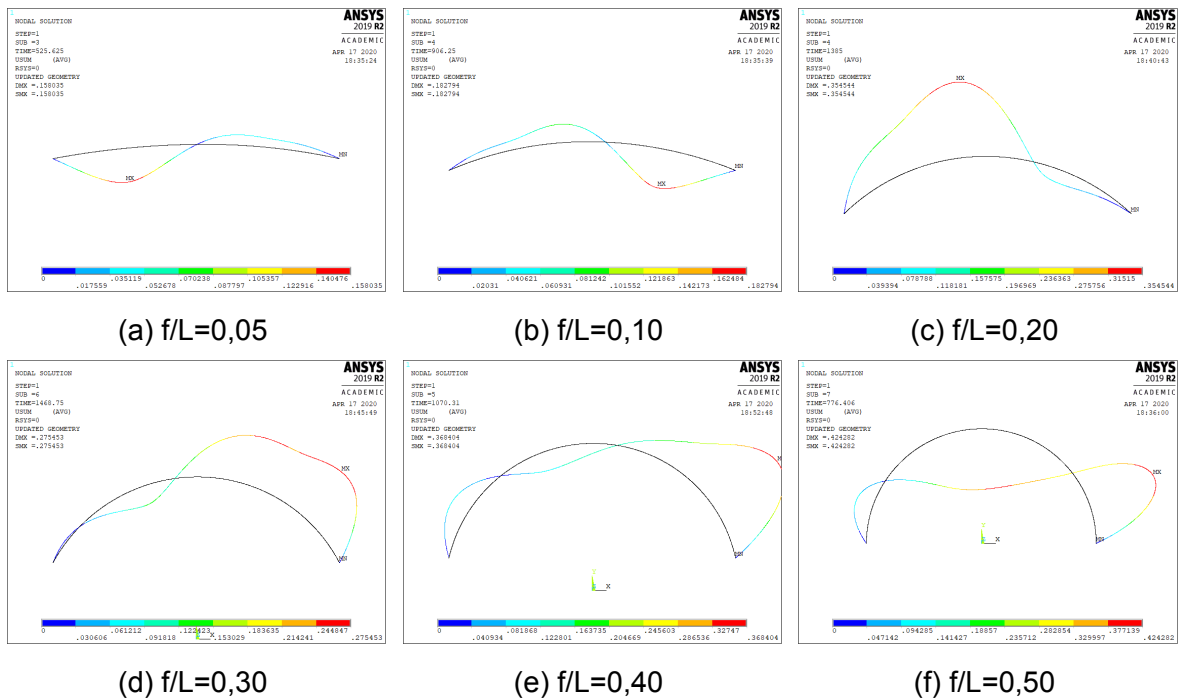 1
NODAL SOLUTION
STEP=1
SUB =3
TIME=525.625
USUM (AVG)
RSYS=0
UPDATED GEOMETRY
DMX =.158035
SMX =.158035
ANSYS
2019 R2
ACADEMIC
APR 17 2020
18:35:24
MX
MN
0 .035119 .070238 .105357 .140476
.017559 .052678 .087797 .122916 .158035
(a) f/L=0,05
1
NODAL SOLUTION
STEP=1
SUB =4
TIME=906.25
USUM (AVG)
RSYS=0
UPDATED GEOMETRY
DMX =.182794
SMX =.182794
ANSYS
2019 R2
ACADEMIC
APR 17 2020
18:35:39
MX
MN
0 .040621 .081242 .121863 .162484
.02031 .060931 .101552 .142173 .182794
(b) f/L=0,10
1
NODAL SOLUTION
STEP=1
SUB =4
TIME=1385
USUM (AVG)
RSYS=0
UPDATED GEOMETRY
DMX =.354544
SMX =.354544
ANSYS
2019 R2
ACADEMIC
APR 17 2020
18:40:43
MX
MN
0 .078788 .157575 .236363 .31515
.039394 .118181 .196969 .275756 .354544
(c) f/L=0,20
1
NODAL SOLUTION
STEP=1
SUB =6
TIME=1468.75
USUM (AVG)
RSYS=0
UPDATED GEOMETRY
DMX =.275453
SMX =.275453
ANSYS
2019 R2
ACADEMIC
APR 17 2020
18:45:49
MX
MN
X
0 .061212 .122423 .183635 .244847
.030606 .091818 .153029 .214241 .275453
(d) f/L=0,30
1
NODAL SOLUTION
STEP=1
SUB =5
TIME=1070.31
USUM (AVG)
RSYS=0
UPDATED GEOMETRY
DMX =.368404
SMX =.368404
ANSYS
2019 R2
ACADEMIC
APR 17 2020
18:52:48
MX
MN
Y
Z X
0 .081868 .163735 .245603 .32747
.040934 .122801 .204669 .286536 .368404
(e) f/L=0,40
1
NODAL SOLUTION
STEP=1
SUB =7
TIME=776.406
USUM (AVG)
RSYS=0
UPDATED GEOMETRY
DMX =.424282
SMX =.424282
ANSYS
2019 R2
ACADEMIC
APR 17 2020
18:36:00
MX
MN
Y
Z X
0 .094285 .18857 .282854 .377139
.047142 .141427 .235712 .329997 .424282
(f) f/L=0,50